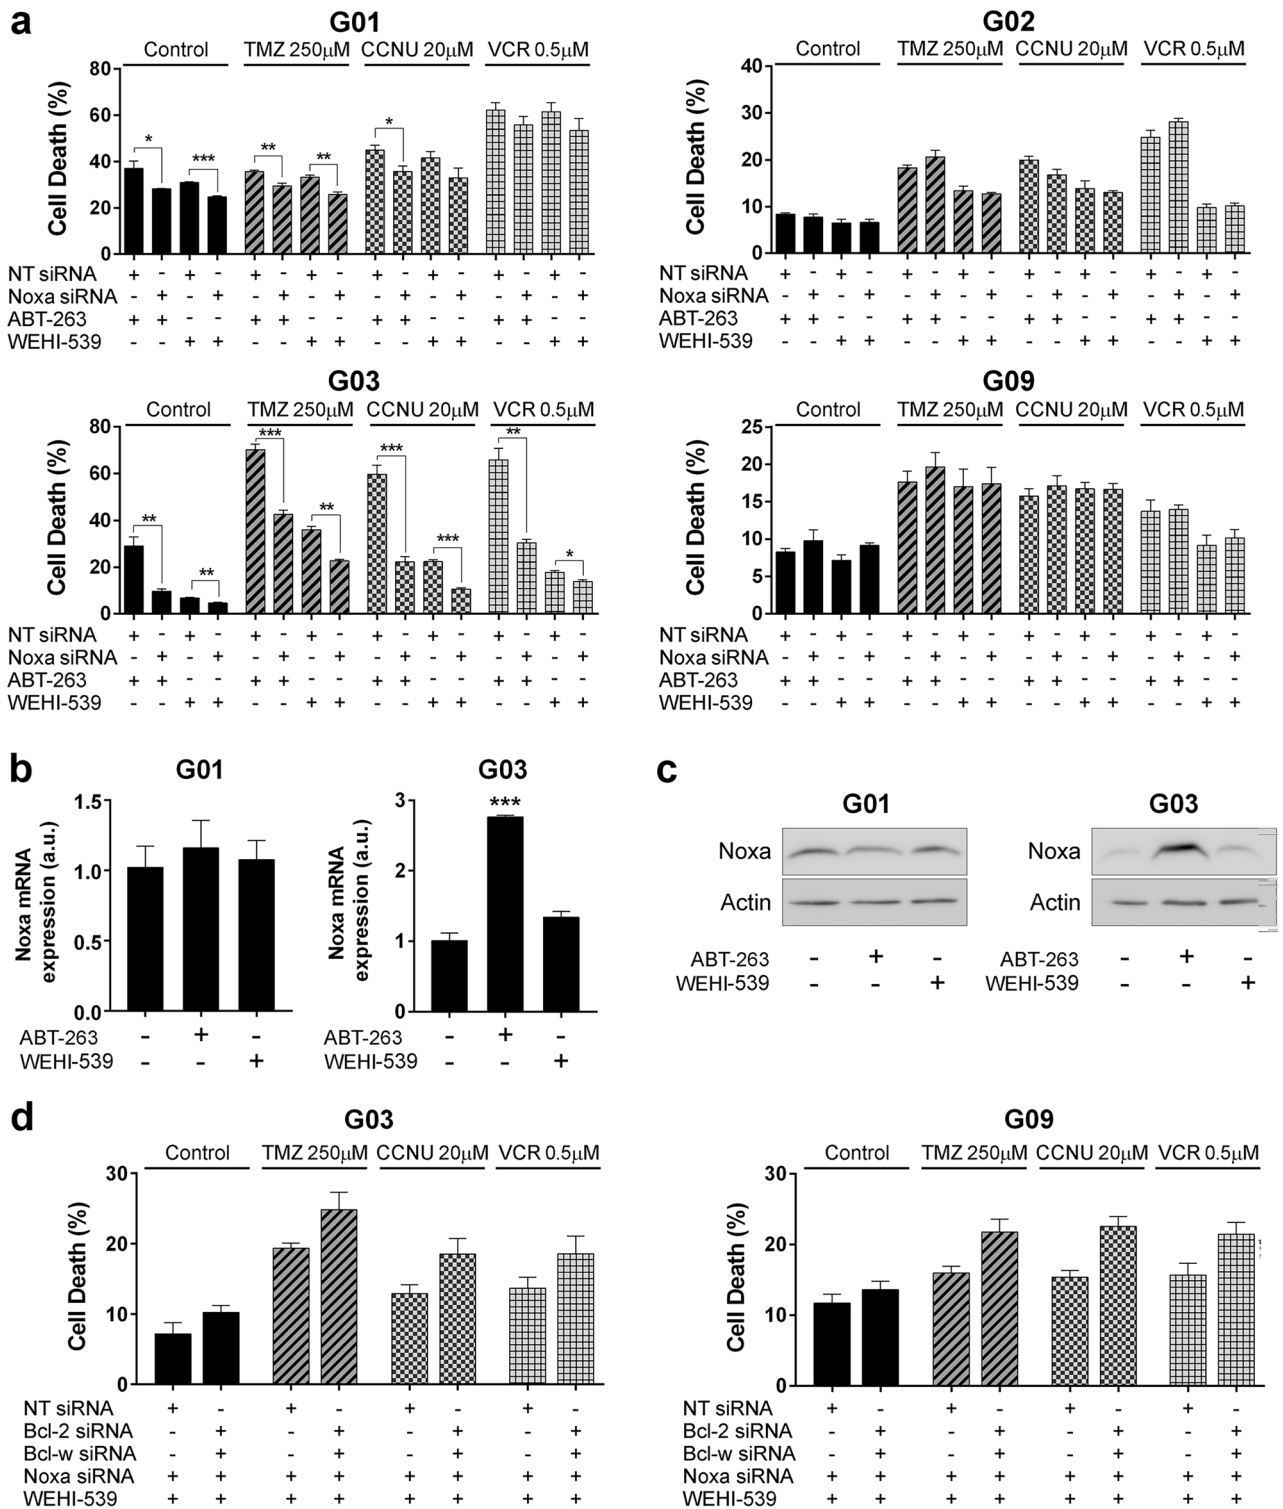 a
G01
Control TMZ 250μM CCNU 20μM VCR 0.5μM
Cell Death (%)
80
60
40
20
0
* *** ** ** *
NT siRNA + - + - + - + - + - + - + - + -
Noxa siRNA - + - + - + - + - + - + - + - +
ABT-263 + + - - + + - - + + - - + + - -
WEHI-539 - - + + - - + + - - + + - - + +
G02
Control TMZ 250μM CCNU 20μM VCR 0.5μM
Cell Death (%)
40
30
20
10
0
NT siRNA + - + - + - + - + - + - + - + -
Noxa siRNA - + - + - + - + - + - + - + - +
ABT-263 + + - - + + - - + + - - + + - -
WEHI-539 - - + + - - + + - - + + - - + +
G03
Control TMZ 250μM CCNU 20μM VCR 0.5μM
Cell Death (%)
80
60
40
20
0
** ** *** ** *** *** ** *
NT siRNA + - + - + - + - + - + - + - + -
Noxa siRNA - + - + - + - + - + - + - + - +
ABT-263 + + - - + + - - + + - - + + - -
WEHI-539 - - + + - - + + - - + + - - + +
G09
Control TMZ 250μM CCNU 20μM VCR 0.5μM
Cell Death (%)
25
20
15
10
5
0
NT siRNA + - + - + - + - + - + - + - + -
Noxa siRNA - + - + - + - + - + - + - + - +
ABT-263 + + - - + + - - + + - - + + - -
WEHI-539 - - + + - - + + - - + + - - + +
b
G01
Noxa mRNA
expression (a.u.)
1.5
1.0
0.5
0.0
ABT-263 - + -
WEHI-539 - - +
G03
Noxa mRNA
expression (a.u.)
3
2
1
0
***
ABT-263 - + -
WEHI-539 - - +
c
G01
Noxa
Actin
ABT-263 - + -
WEHI-539 - - +
G03
Noxa
Actin
ABT-263 - + -
WEHI-539 - - +
d
G03
Control TMZ 250μM CCNU 20μM VCR 0.5μM
Cell Death (%)
30
20
10
0
NT siRNA + - + - + - + -
Bcl-2 siRNA - + - + - + - +
Bcl-w siRNA - + - + - + - +
Noxa siRNA + + + + + + + +
WEHI-539 + + + + + + + +
G09
Control TMZ 250μM CCNU 20μM VCR 0.5μM
Cell Death (%)
30
20
10
0
NT siRNA + - + - + - + -
Bcl-2 siRNA - + - + - + - +
Bcl-w siRNA - + - + - + - +
Noxa siRNA + + + + + + + +
WEHI-539 + + + + + + + +